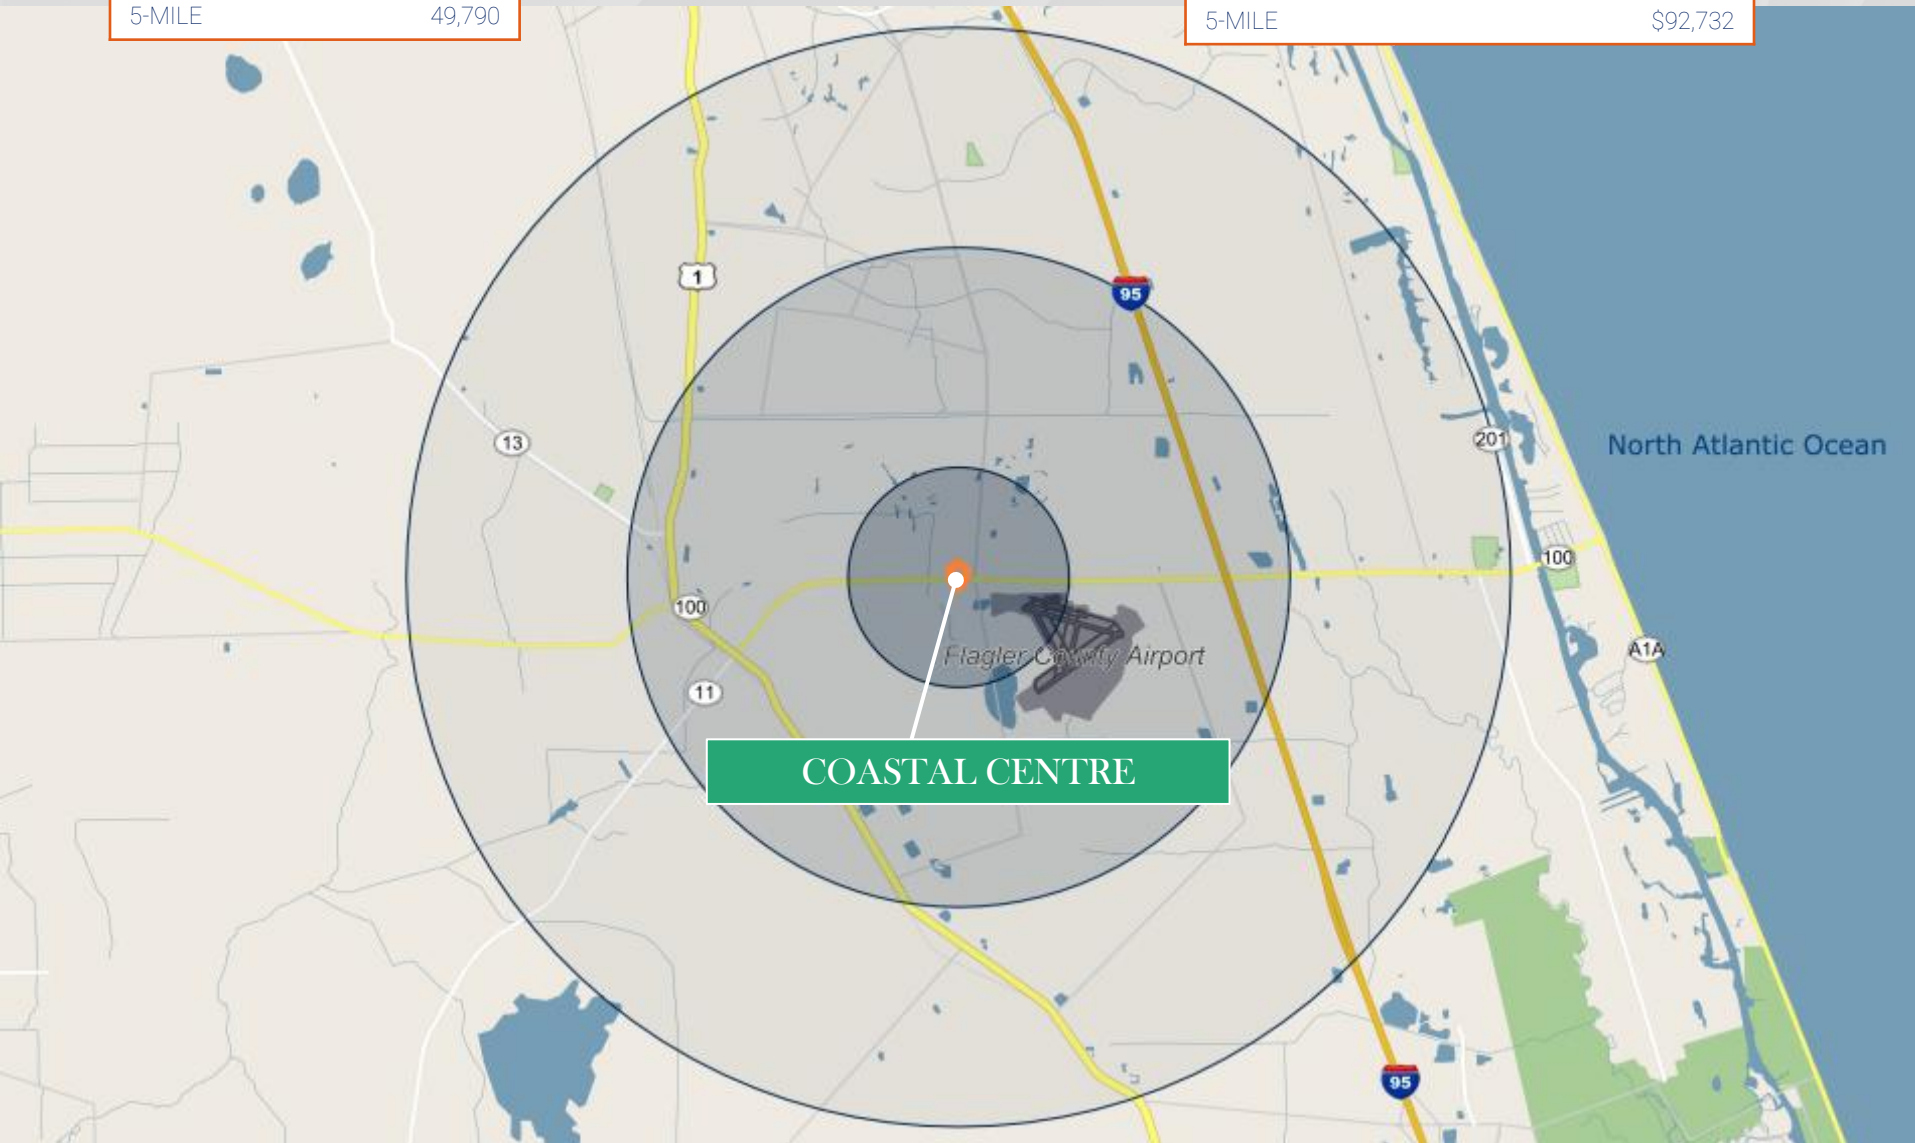 5-MILE 49,790
5-MILE $92,732
1
95
13
201
North Atlantic Ocean
100
100
A1A
Flagler County Airport
11
COASTAL CENTRE
95